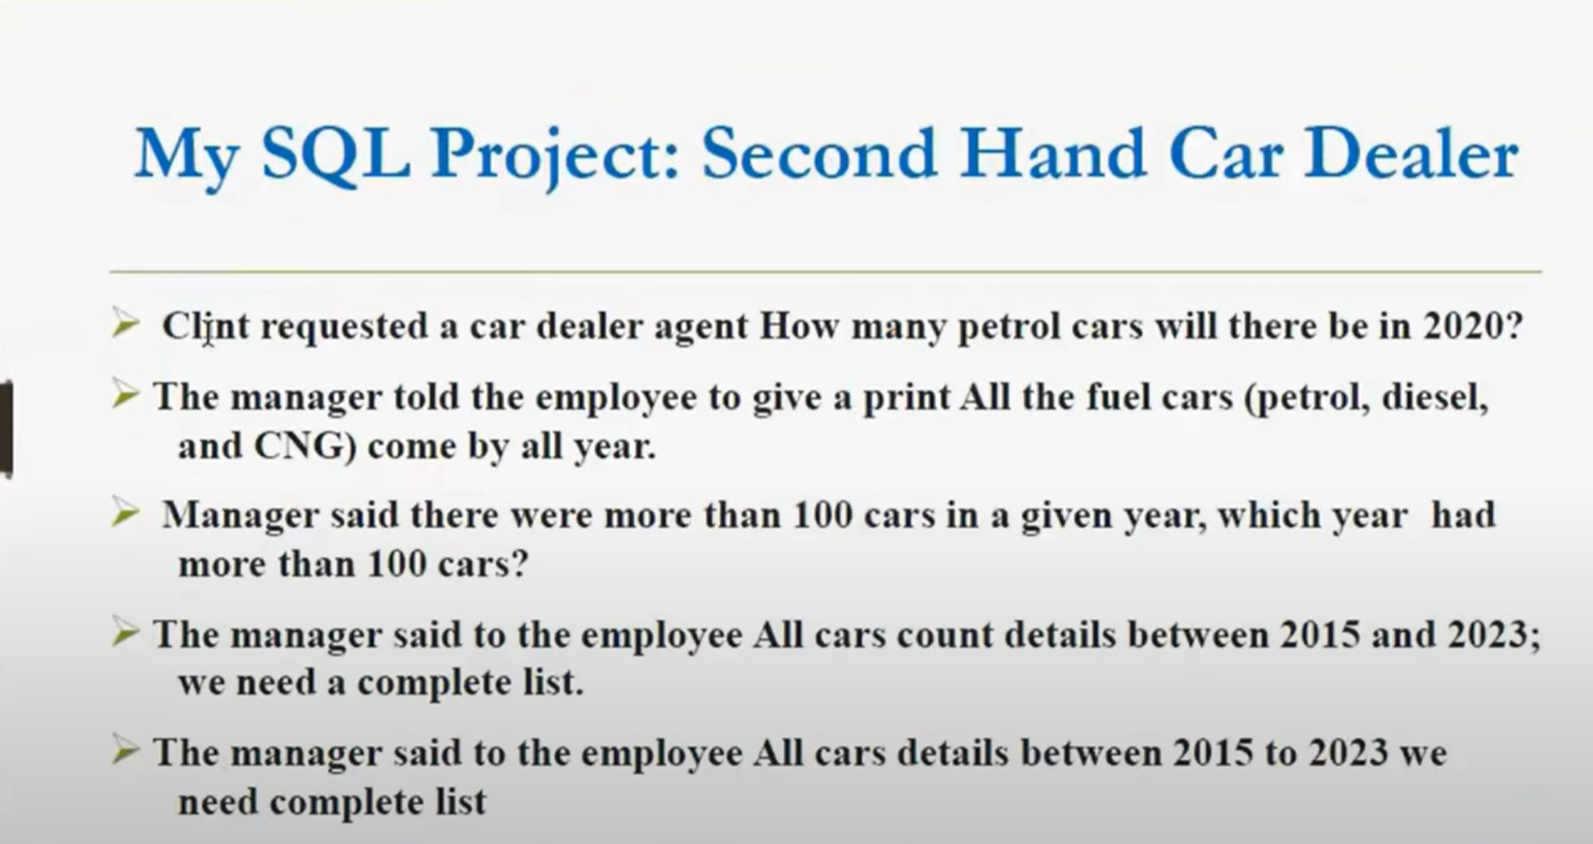 My SQL Project: Second Hand Car Dealer
➢ Clint requested a car dealer agent How many petrol cars will there be in 2020?
➢ The manager told the employee to give a print All the fuel cars (petrol, diesel,
and CNG) come by all year.
➢ Manager said there were more than 100 cars in a given year, which year had
more than 100 cars?
➢ The manager said to the employee All cars count details between 2015 and 2023;
we need a complete list.
➢ The manager said to the employee All cars details between 2015 to 2023 we
need complete list